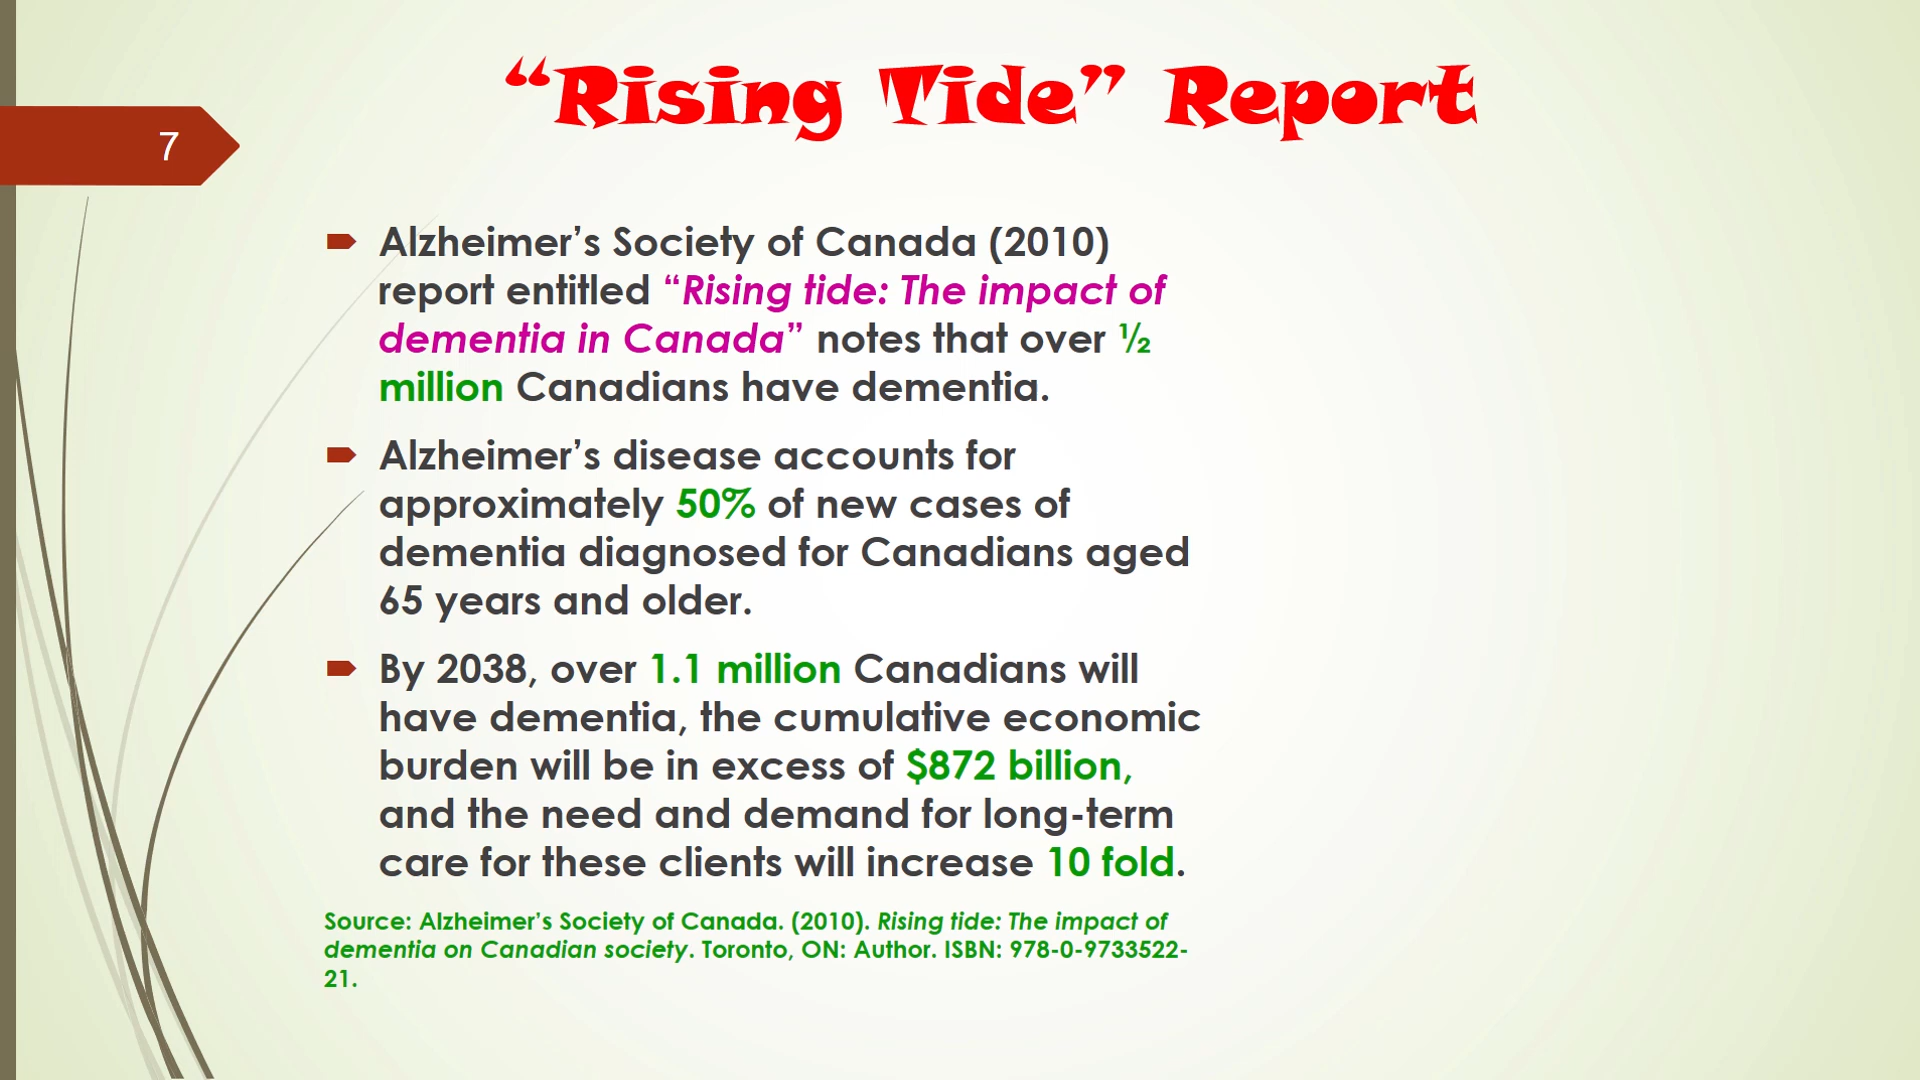 “Rising Tide” Report
7
Alzheimer’s Society of Canada (2010)
report entitled “Rising tide: The impact of
dementia in Canada” notes that over ½
million Canadians have dementia.
Alzheimer’s disease accounts for
approximately 50% of new cases of
dementia diagnosed for Canadians aged
65 years and older.
By 2038, over 1.1 million Canadians will
have dementia, the cumulative economic
burden will be in excess of $872 billion,
and the need and demand for long-term
care for these clients will increase 10 fold.
Source: Alzheimer’s Society of Canada. (2010). Rising tide: The impact of
dementia on Canadian society. Toronto, ON: Author. ISBN: 978-0-9733522-
21.